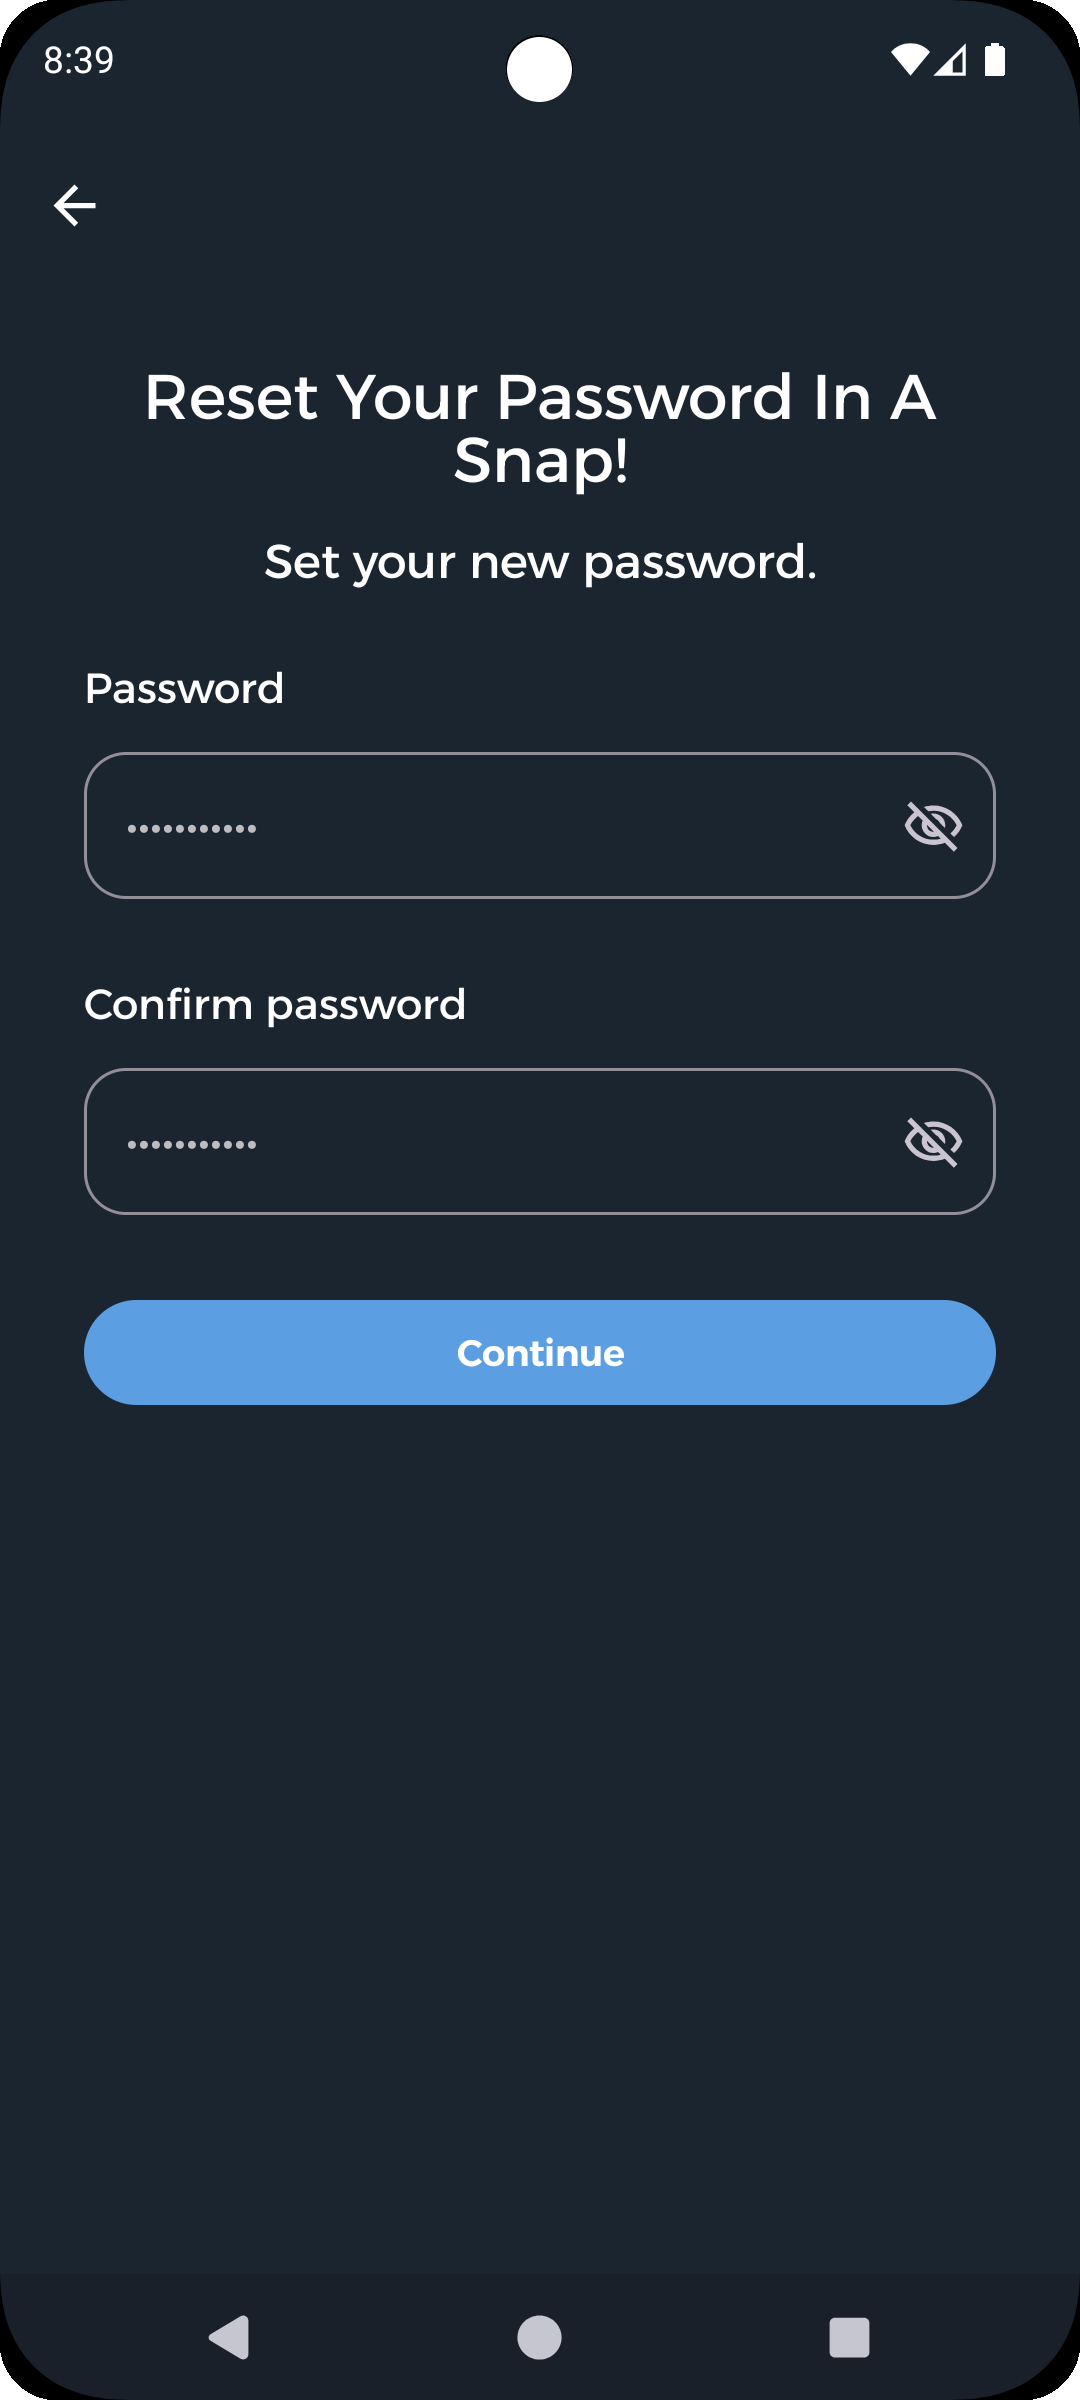 8:39
Reset Your Password In A
Snap!
Set your new password.
Password
•••••••••••
Confirm password
•••••••••••
Continue